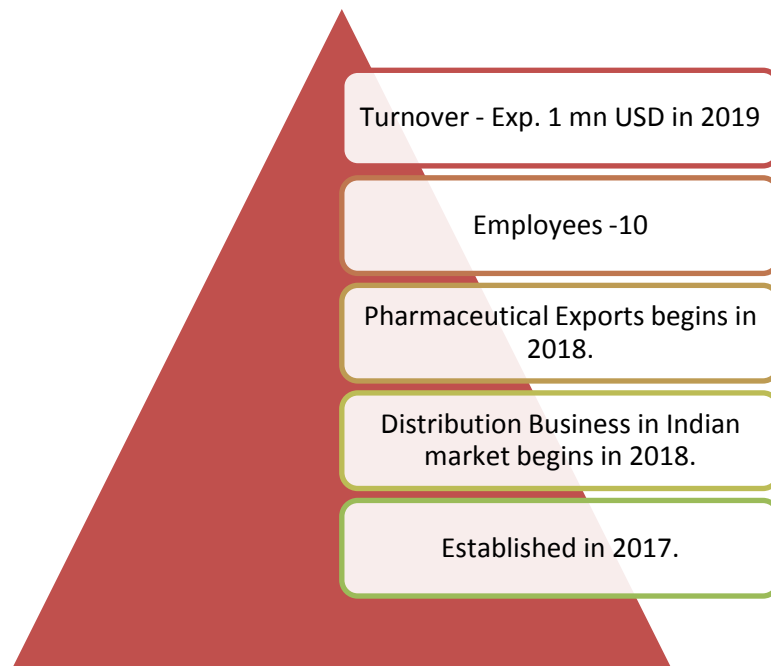 Turnover - Exp. 1 mn USD in 2019
Employees -10
Pharmaceutical Exports begins in
2018.
Distribution Business in Indian
market begins in 2018.
Established in 2017.